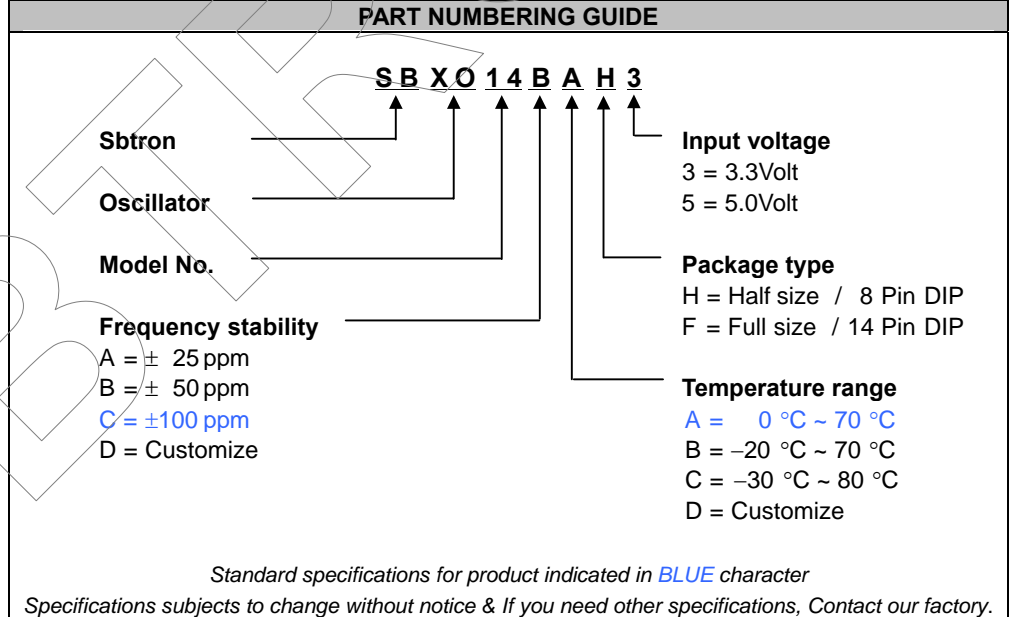 PART NUMBERING GUIDE
SB XO 14 B A H 3
Sbtron
Oscillator
Model No.
Frequency stability
A = ± 25 ppm
B = ± 50 ppm
C = ±100 ppm
D = Customize
Input voltage
3 = 3.3Volt
5 = 5.0Volt
Package type
H = Half size / 8 Pin DIP
F = Full size / 14 Pin DIP
Temperature range
A = 0 °C ~ 70 °C
B = −20 °C ~ 70 °C
C = −30 °C ~ 80 °C
D = Customize
Standard specifications for product indicated in BLUE character
Specifications subjects to change without notice & If you need other specifications, Contact our factory.